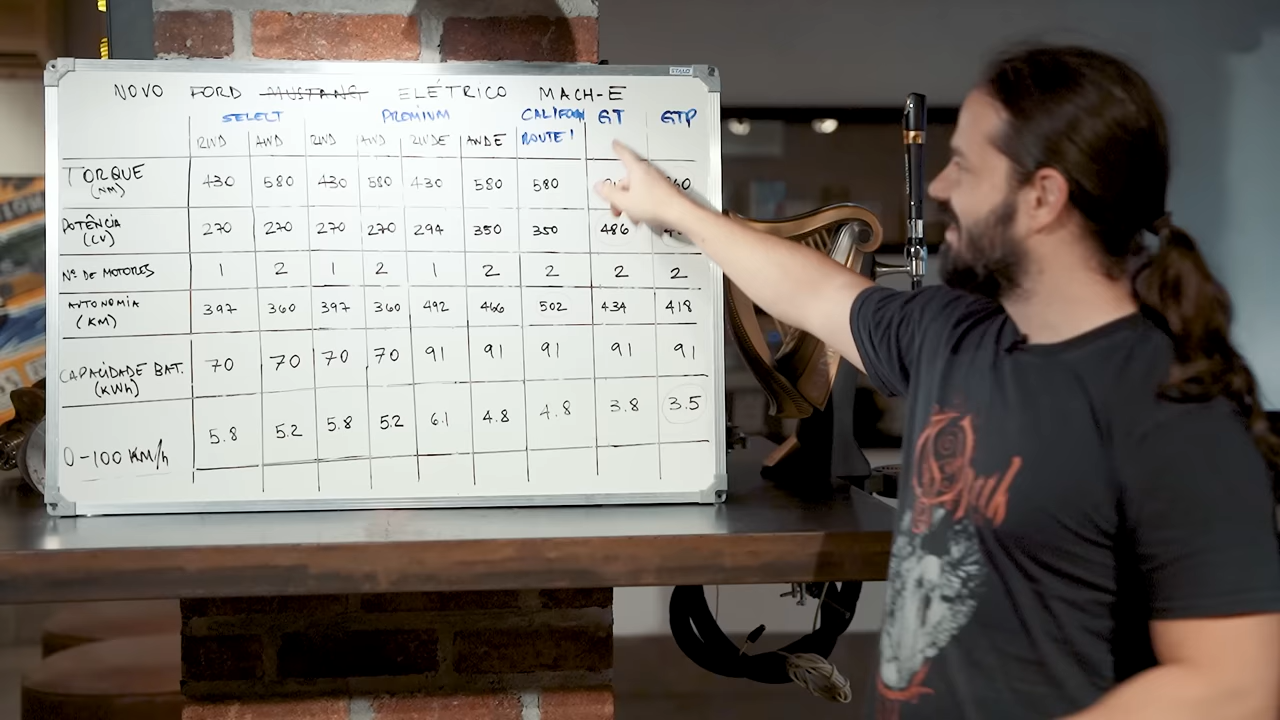 NOVO FORD MUSTANG ELÉTRICO MACH-E
SELECT PREMIUM CALIFORN ROUTE 1 GT GTP
RWD AWD RWD AWD RWDE AWDE
TORQUE (NM) 430 580 430 580 430 580 580
POTÊNCIA (CV) 270 270 270 270 294 350 350 486
Nº DE MOTORES 1 2 1 2 1 2 2 2 2
AUTONOMIA (KM) 397 360 397 360 492 466 502 434 418
CAPACIDADE BAT. (KWh) 70 70 70 70 91 91 91 91 91
0-100 KM/h 5.8 5.2 5.8 5.2 6.1 4.8 4.8 3.8 3.5
Opeth